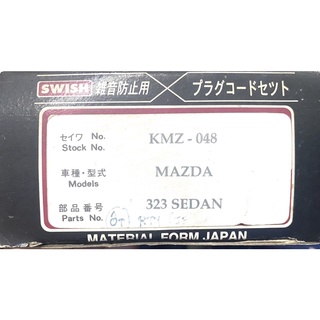 SWISH 雑音防止用 プラグコードセット
セイワ No. KMZ - 048
Stock No.
車種・型式 MAZDA
Models
部品番号 323 SEDAN
Parts No.
MATERIAL FORM JAPAN